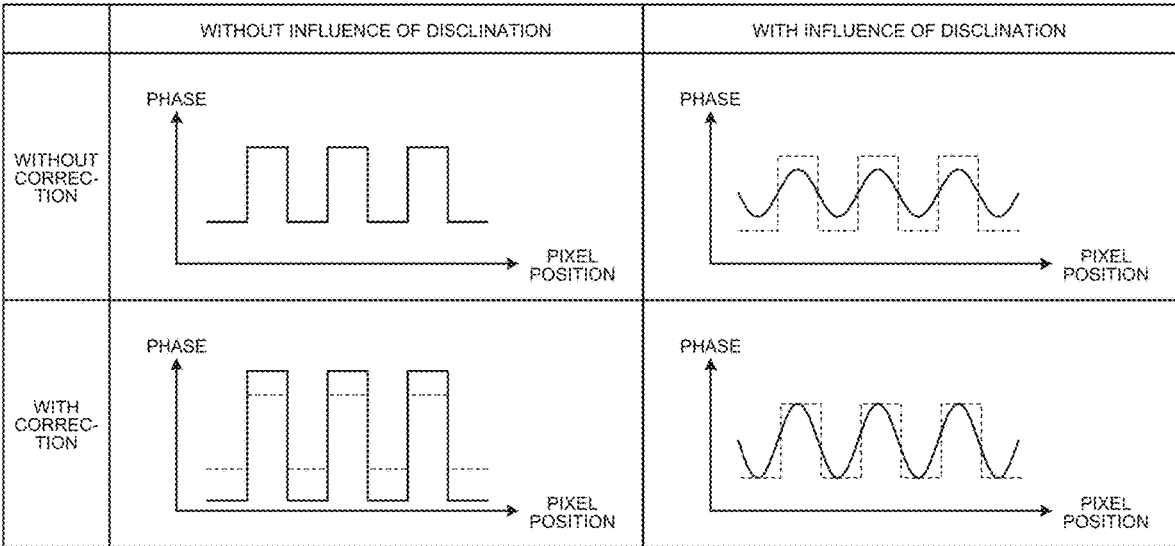 WITHOUT INFLUENCE OF DISCLINATION
WITH INFLUENCE OF DISCLINATION
WITHOUT
CORREC-
TION
PHASE
PIXEL
POSITION
PHASE
PIXEL
POSITION
WITH
CORREC-
TION
PHASE
PIXEL
POSITION
PHASE
PIXEL
POSITION